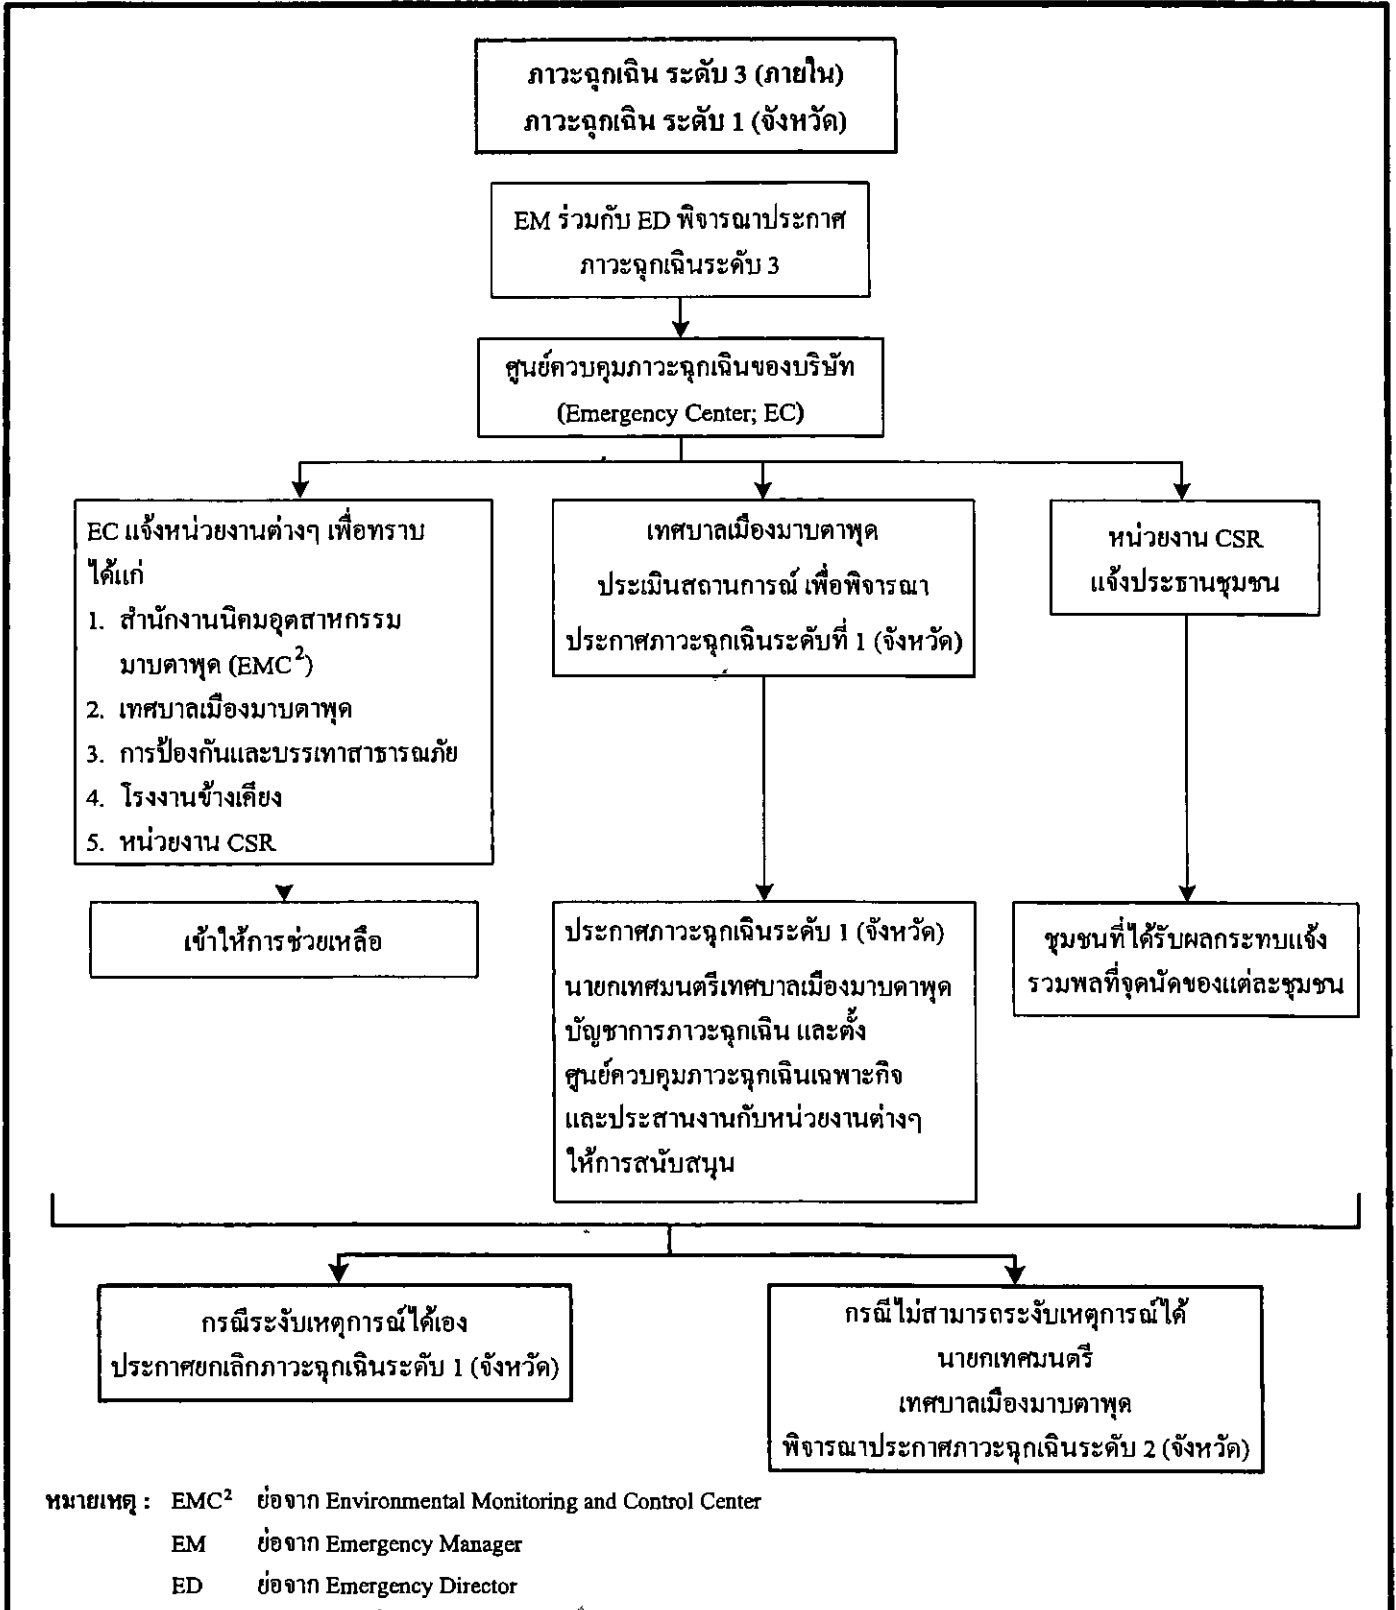 ภาวะฉุกเฉิน ระดับ 3 (ภายใน)
ภาวะฉุกเฉิน ระดับ 1 (จังหวัด)
EM ร่วมกับ ED พิจารณาประกาศ
ภาวะฉุกเฉินระดับ 3
ศูนย์ควบคุมภาวะฉุกเฉินของบริษัท
(Emergency Center; EC)
EC แจ้งหน่วยงานต่างๆ เพื่อทราบ
ได้แก่
1. สำนักงานนิคมอุตสาหกรรม
มาบตาพุด (EMC²)
2. เทศบาลเมืองมาบตาพุด
3. การป้องกันและบรรเทาสาธารณภัย
4. โรงงานข้างเคียง
5. หน่วยงาน CSR
เทศบาลเมืองมาบตาพุด
ประเมินสถานการณ์ เพื่อพิจารณา
ประกาศภาวะฉุกเฉินระดับที่ 1 (จังหวัด)
หน่วยงาน CSR
แจ้งประธานชุมชน
เข้าให้การช่วยเหลือ
ประกาศภาวะฉุกเฉินระดับ 1 (จังหวัด)
นายกเทศมนตรีเทศบาลเมืองมาบตาพุด
บัญชาการภาวะฉุกเฉิน และตั้ง
ศูนย์ควบคุมภาวะฉุกเฉินเฉพาะกิจ
และประสานงานกับหน่วยงานต่างๆ
ให้การสนับสนุน
ชุมชนที่ได้รับผลกระทบแจ้ง
รวมพลที่จุดนัดของแต่ละชุมชน
กรณีระงับเหตุการณ์ได้เอง
ประกาศยกเลิกภาวะฉุกเฉินระดับ 1 (จังหวัด)
กรณีไม่สามารถระงับเหตุการณ์ได้
นายกเทศมนตรี
เทศบาลเมืองมาบตาพุด
พิจารณาประกาศภาวะฉุกเฉินระดับ 2 (จังหวัด)
หมายเหตุ : EMC² ย่อจาก Environmental Monitoring and Control Center
EM ย่อจาก Emergency Manager
ED ย่อจาก Emergency Director